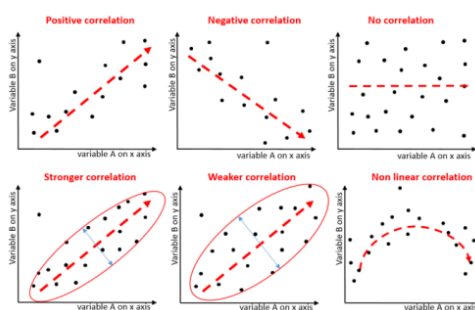 Positive correlation
Negative correlation
No correlation
Variable B on y axis
Variable B on y axis
Variable B on y axis
variable A on x axis
variable A on x axis
variable A on x axis
Stronger correlation
Weaker correlation
Non linear correlation
Variable B on y axis
Variable B on y axis
Variable B on y axis
variable A on x axis
variable A on x axis
variable A on x axis